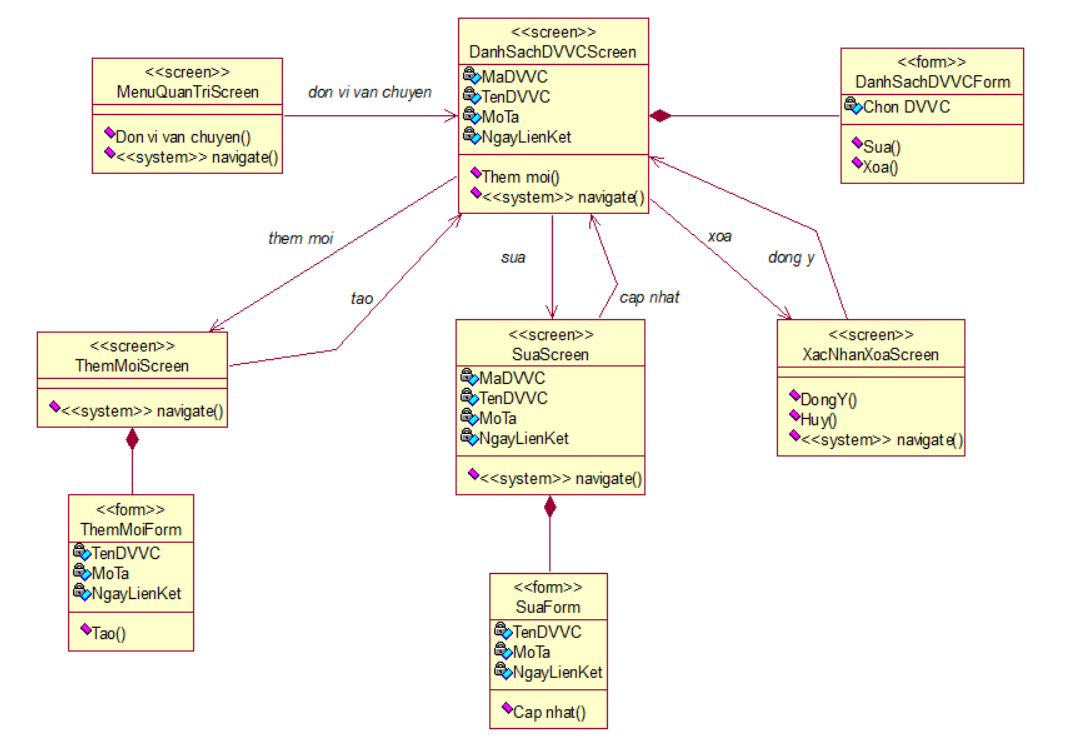 <<screen>>
MenuQuanTriScreen
Don vi van chuyen()
<<system>> navigate()
don vi van chuyen
<<screen>>
DanhSachDVVCScreen
MaDVVC
TenDVVC
MoTa
NgayLienKet
Them moi()
<<system>> navigate()
<<form>>
DanhSachDVVCForm
Chon DVVC
Sua()
Xoa()
them moi
tao
sua
cap nhat
xoa
dong y
<<screen>>
ThemMoiScreen
<<system>> navigate()
<<screen>>
SuaScreen
MaDVVC
TenDVVC
MoTa
NgayLienKet
<<system>> navigate()
<<screen>>
XacNhanXoaScreen
DongY()
Huy()
<<system>> navigate()
<<form>>
ThemMoiForm
TenDVVC
MoTa
NgayLienKet
Tao()
<<form>>
SuaForm
TenDVVC
MoTa
NgayLienKet
Cap nhat()